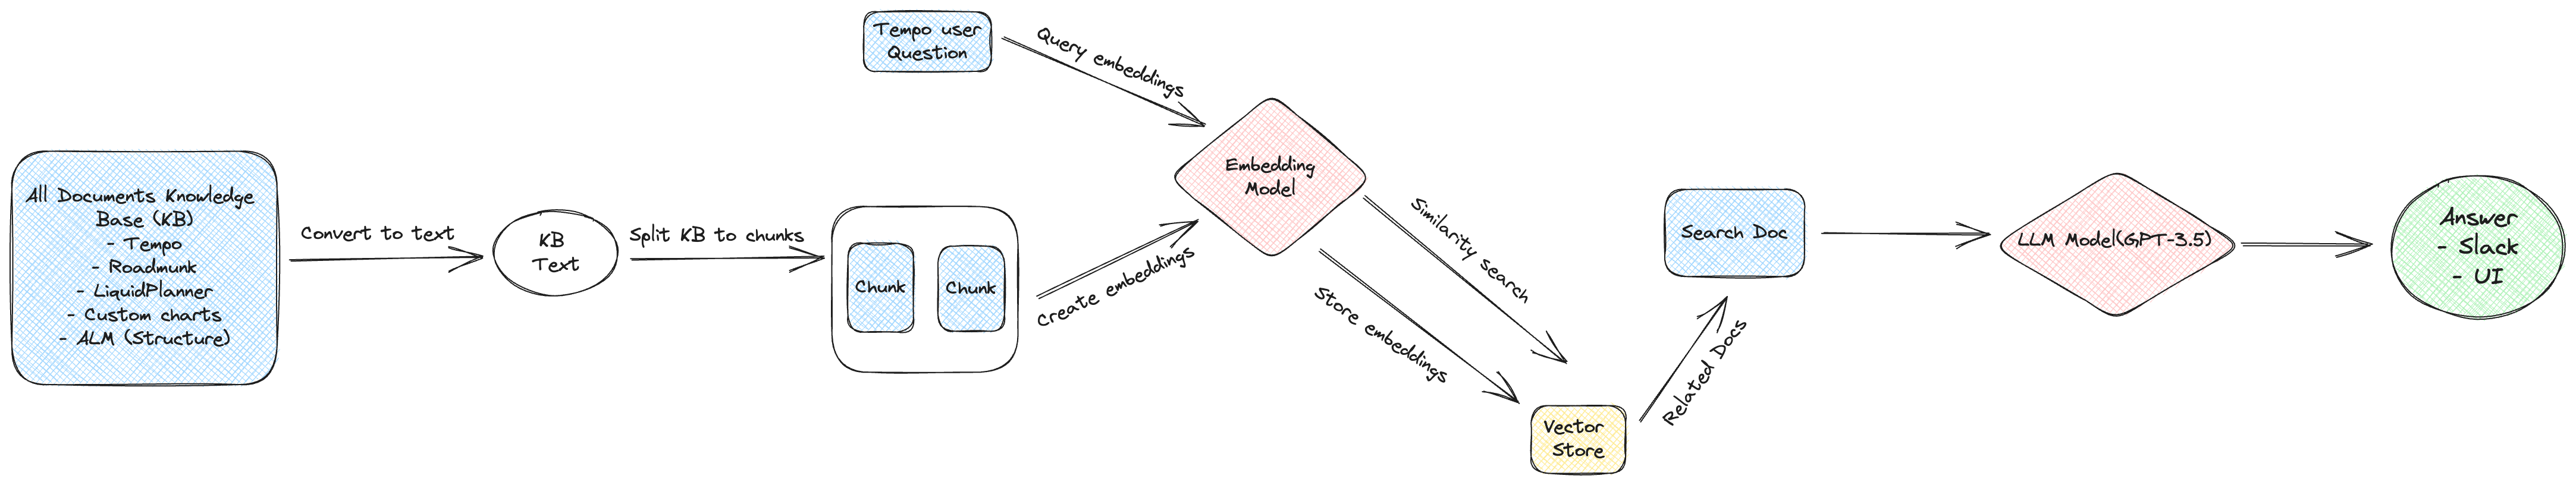 All Documents Knowledge
Base (KB)
- Tempo
- Roadmunk
- LiquidPlanner
- Custom charts
- ALM (Structure)
Convert to text
KB
Text
Split KB to chunks
Chunk
Chunk
Create embeddings
Tempo user
Question
Query embeddings
Embedding
Model
Similarity search
Store embeddings
Vector
Store
Related Docs
Search Doc
LLM Model(GPT-3.5)
Answer
- Slack
- UI